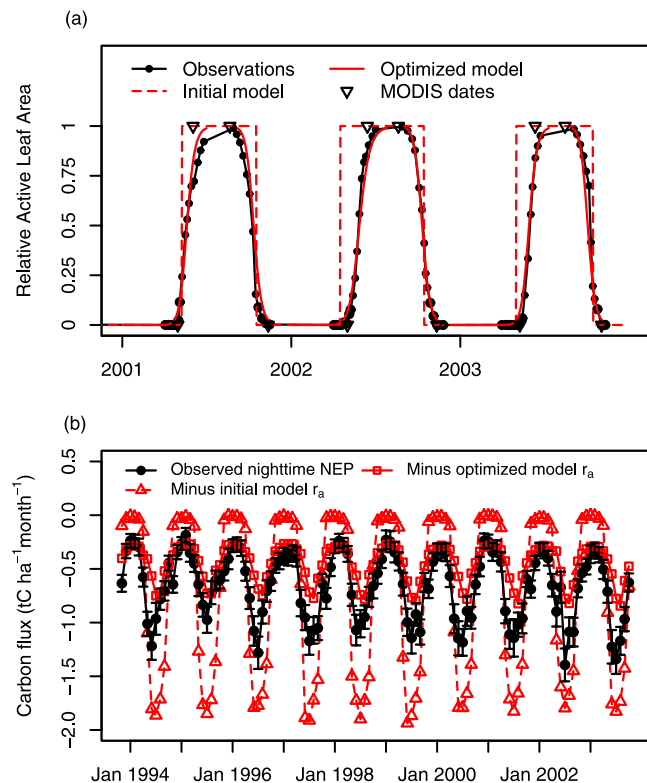 (a)
Observations
Optimized model
Initial model
MODIS dates
Relative Active Leaf Area
1
0.75
0.5
0.25
0
2001
2002
2003
(b)
Observed nighttime NEP
Minus optimized model rₐ
Minus initial model rₐ
Carbon flux (tC ha⁻¹month⁻¹)
0.5
0.0
−0.5
−1.0
−1.5
−2.0
Jan 1994
Jan 1996
Jan 1998
Jan 2000
Jan 2002